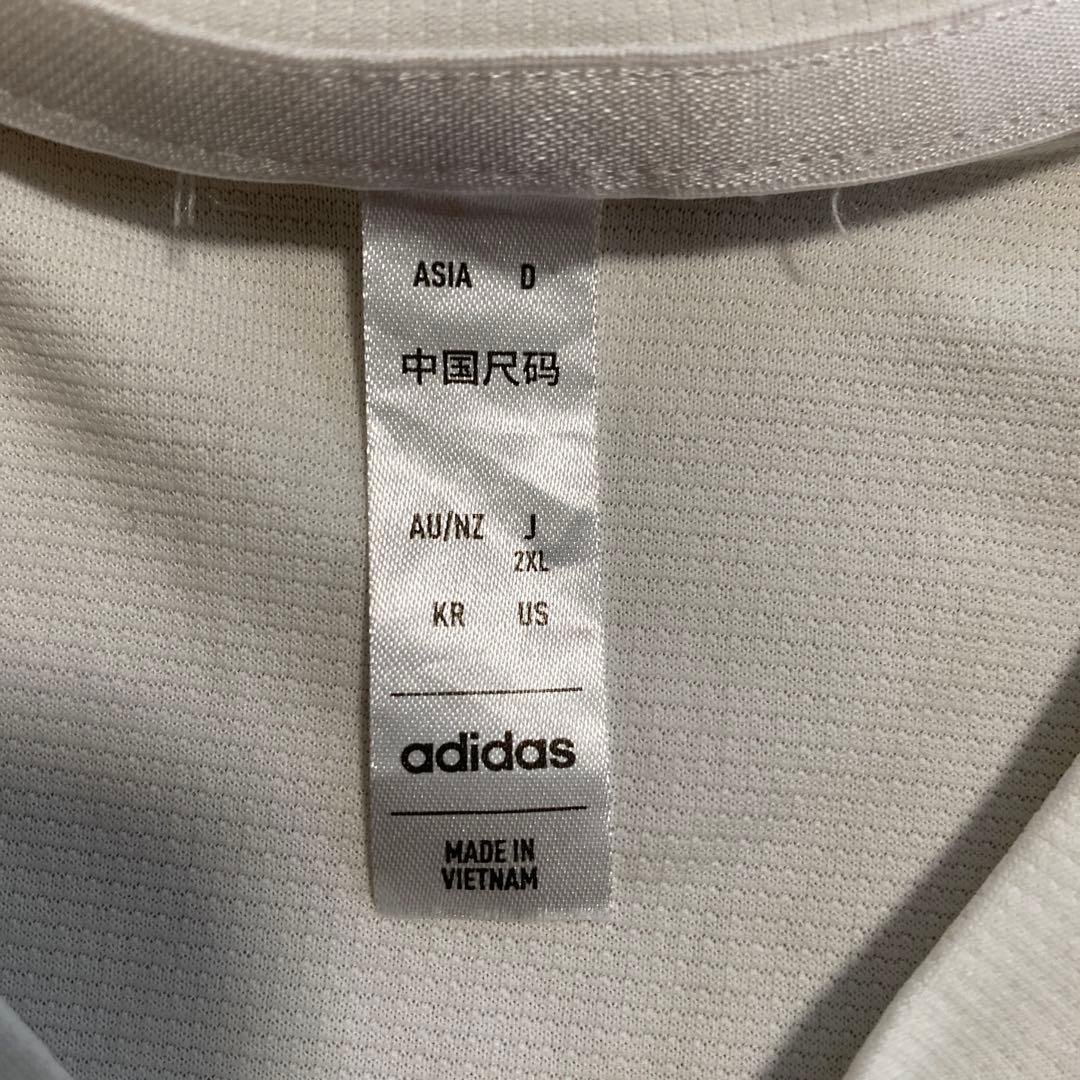 ASIA D
中国尺码
AU/NZ J
2XL
KR US
adidas
MADE IN
VIETNAM